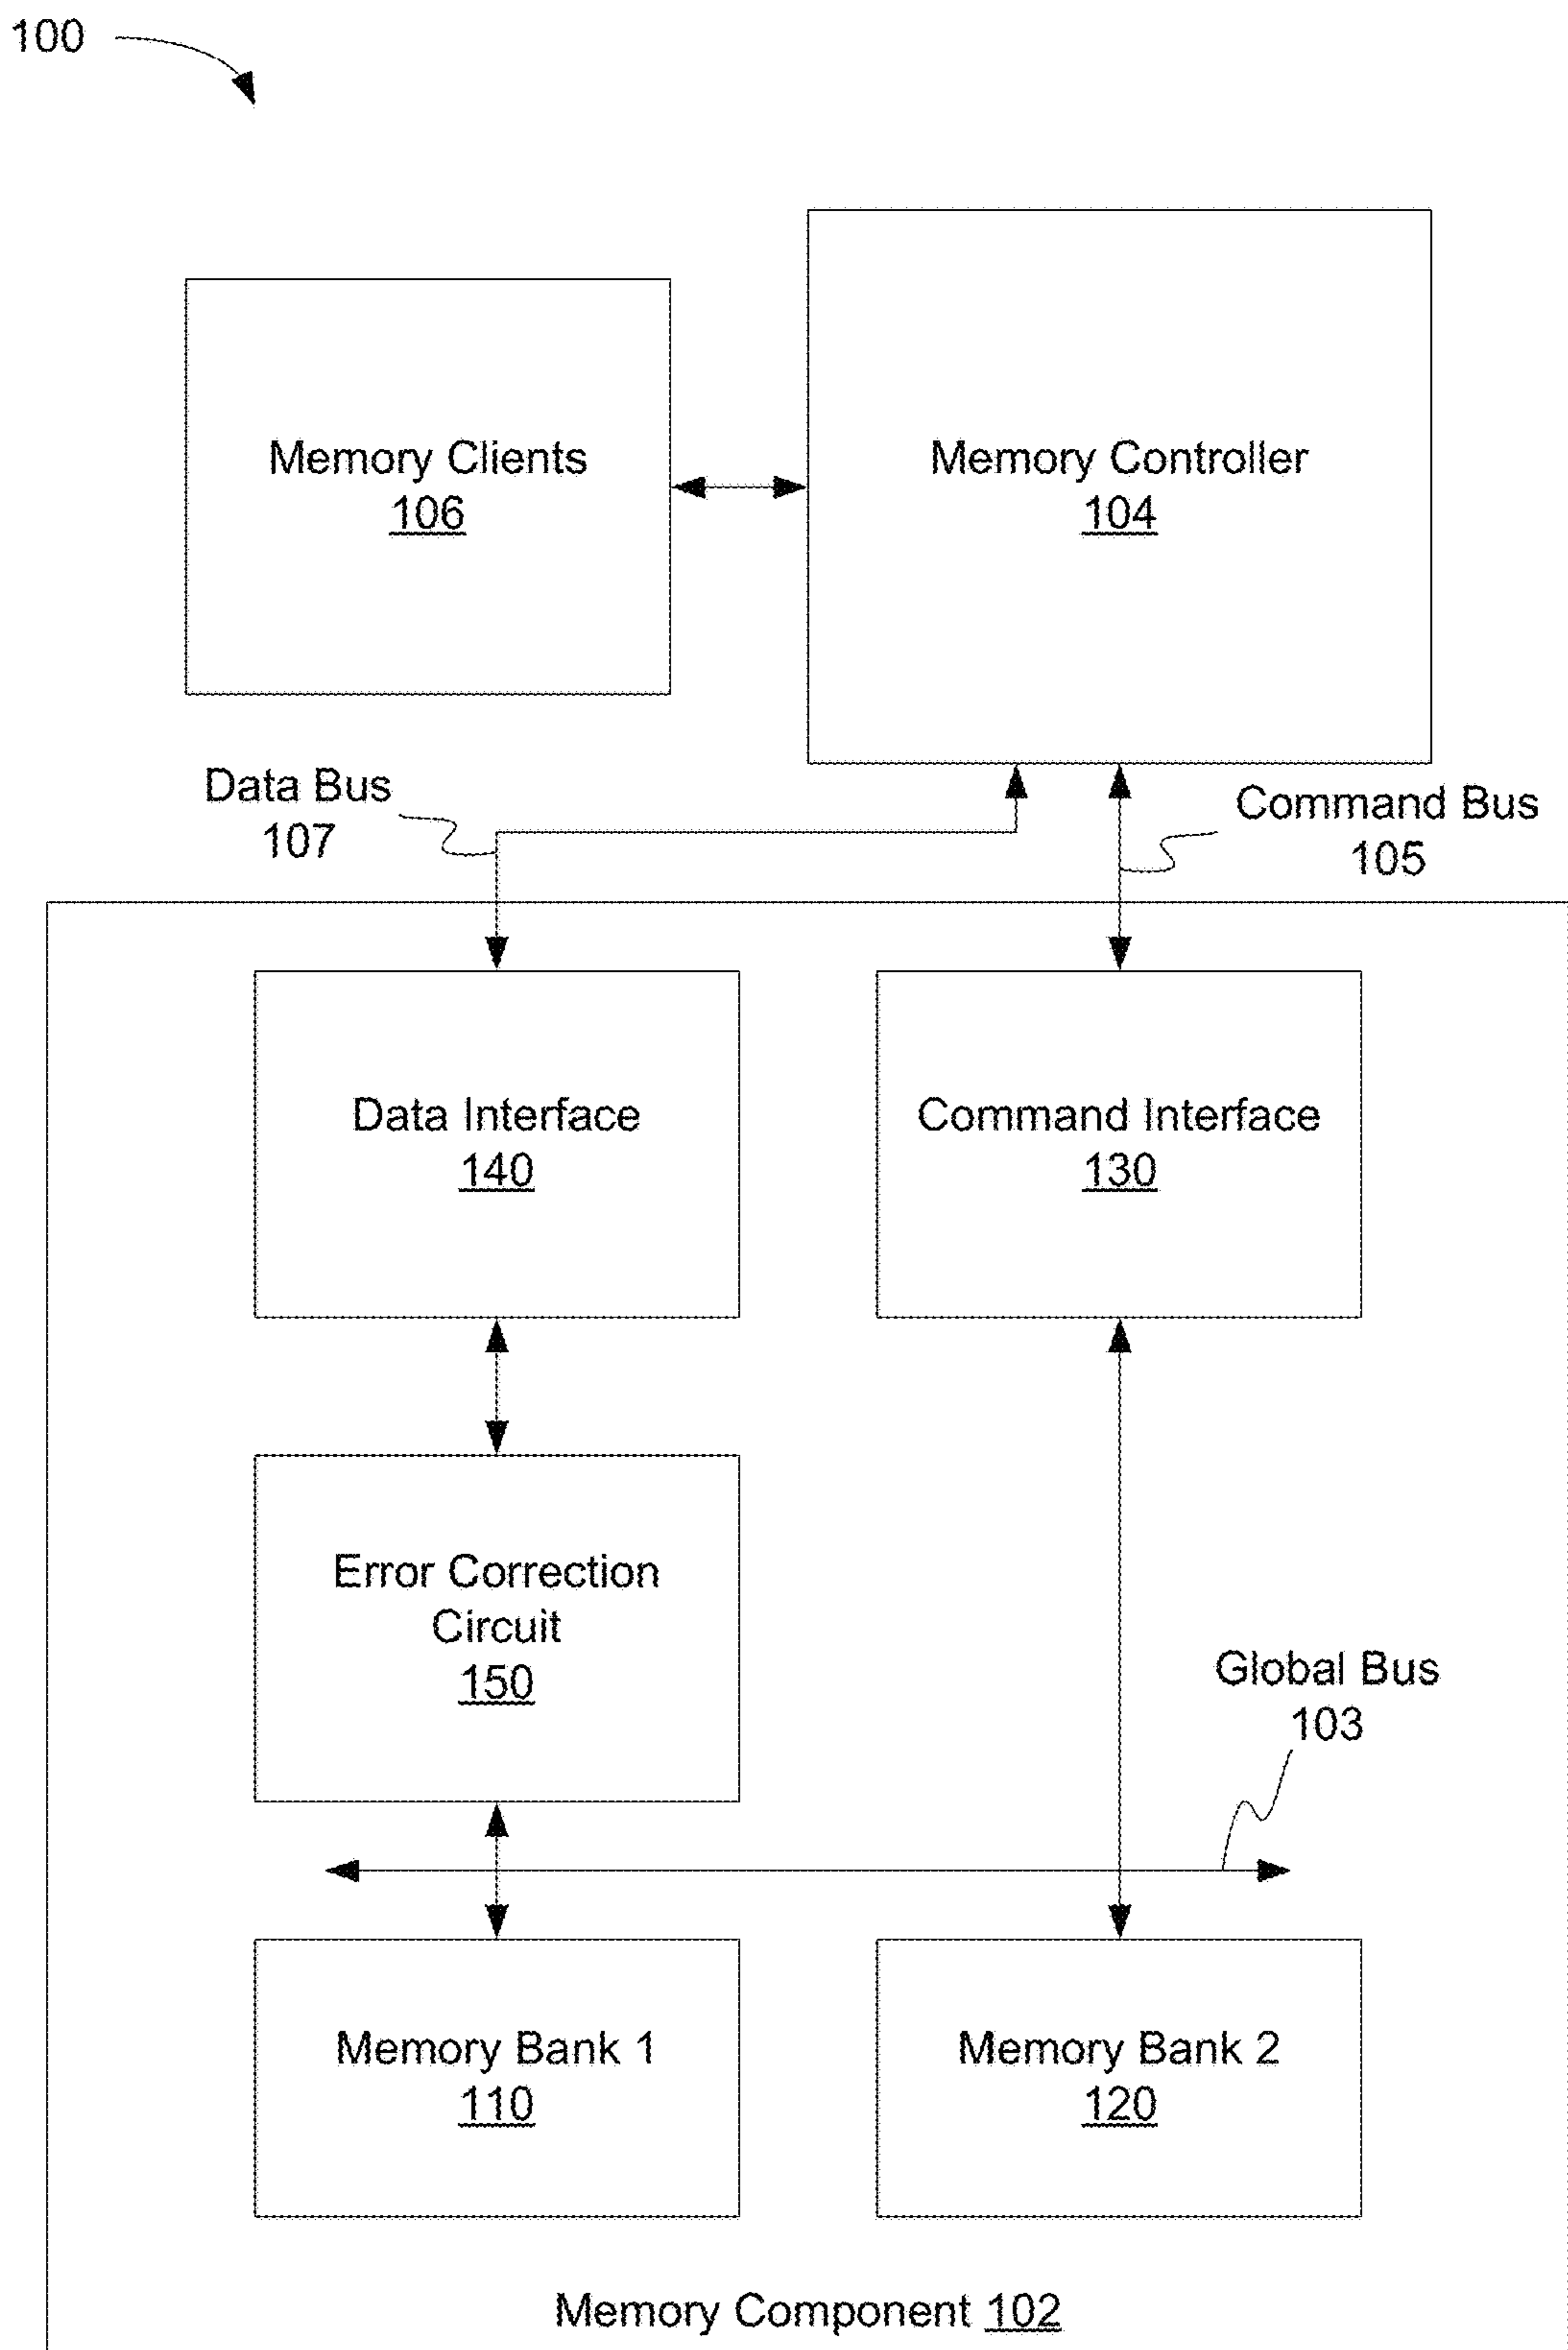 100
Memory Clients
106
Memory Controller
104
Data Bus
107
Command Bus
105
Data Interface
140
Command Interface
130
Error Correction
Circuit
150
Global Bus
103
Memory Bank 1
110
Memory Bank 2
120
Memory Component 102